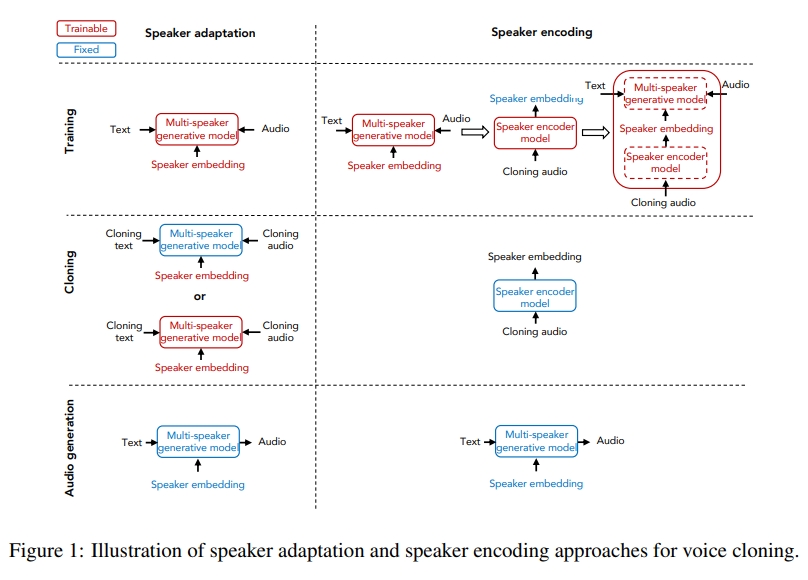 Trainable
Fixed
Speaker adaptation
Speaker encoding
Training
Text
Multi-speaker
generative model
Audio
Speaker embedding
Text
Multi-speaker
generative model
Audio
Speaker embedding
Speaker embedding
Speaker encoder
model
Cloning audio
Text
Multi-speaker
generative model
Audio
Speaker embedding
Speaker encoder
model
Cloning audio
Cloning
Cloning
text
Multi-speaker
generative model
Cloning
audio
Speaker embedding
or
Cloning
text
Multi-speaker
generative model
Cloning
audio
Speaker embedding
Speaker embedding
Speaker encoder
model
Cloning audio
Audio generation
Text
Multi-speaker
generative model
Audio
Speaker embedding
Text
Multi-speaker
generative model
Audio
Speaker embedding
Figure 1: Illustration of speaker adaptation and speaker encoding approaches for voice cloning.